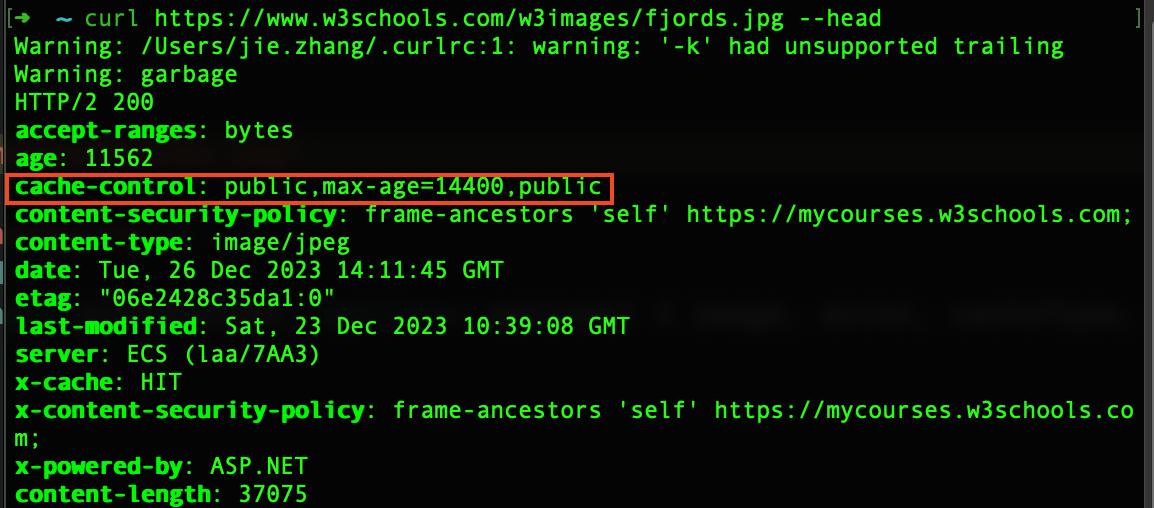 [➜  ~ curl https://www.w3schools.com/w3images/fjords.jpg --head ]
Warning: /Users/jie.zhang/.curlrc:1: warning: '-k' had unsupported trailing
Warning: garbage
HTTP/2 200
accept-ranges: bytes
age: 11562
cache-control: public,max-age=14400,public
content-security-policy: frame-ancestors 'self' https://mycourses.w3schools.com;
content-type: image/jpeg
date: Tue, 26 Dec 2023 14:11:45 GMT
etag: "06e2428c35da1:0"
last-modified: Sat, 23 Dec 2023 10:39:08 GMT
server: ECS (laa/7AA3)
x-cache: HIT
x-content-security-policy: frame-ancestors 'self' https://mycourses.w3schools.co
m;
x-powered-by: ASP.NET
content-length: 37075